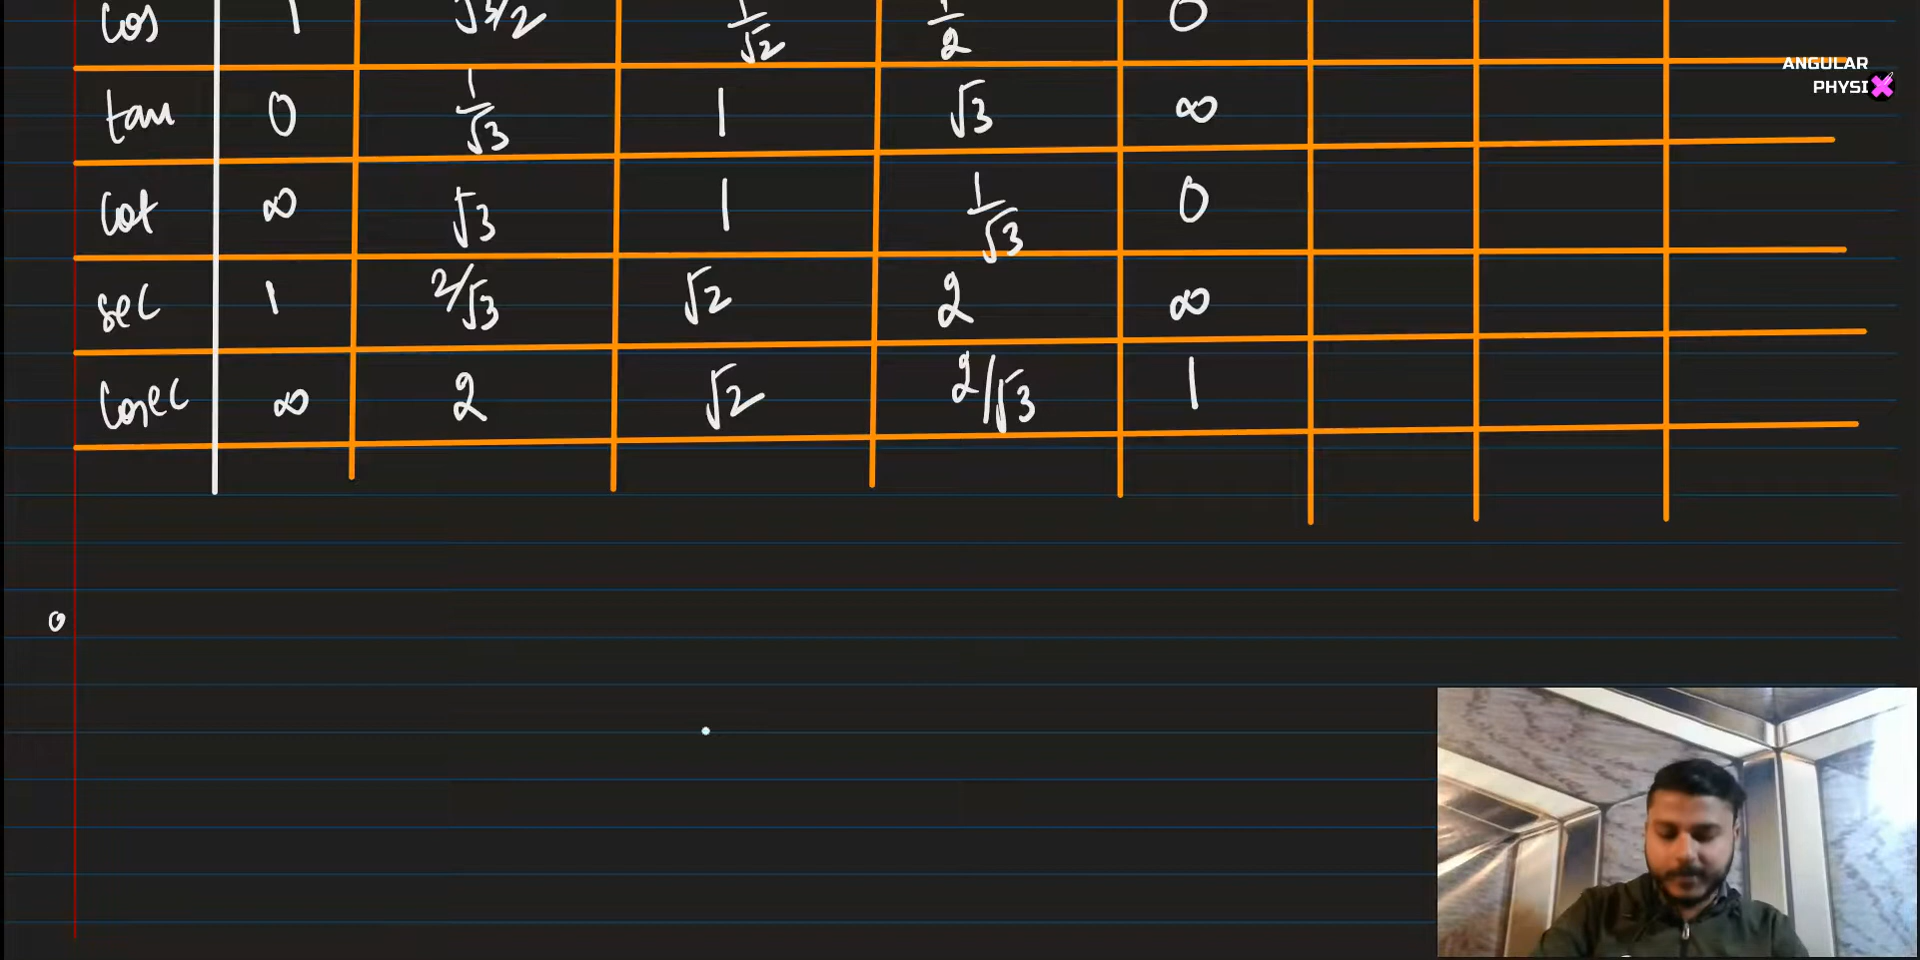 cos 1 √3/2 1/√2 1/2 0
ANGULAR
PHYSI
tan 0 1/√3 1 √3 ∞
cot ∞ √3 1 1/√3 0
sec 1 2/√3 √2 2 ∞
cosec ∞ 2 √2 2/√3 1
0